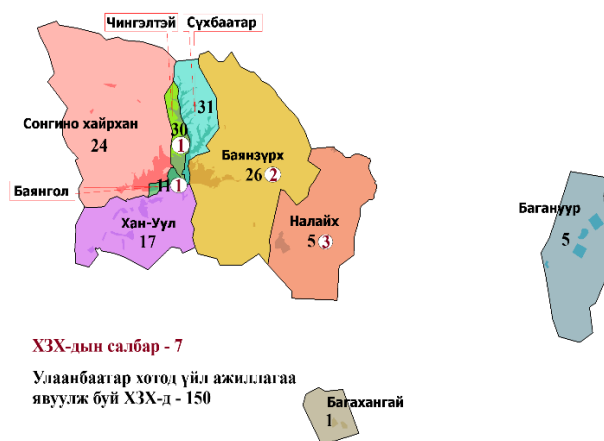 Чингэлтэй Сүхбаатар
31
Сонгино хайрхан
24
30
1
Баянзүрх
26 2
Баянгол
11 1
Хан-Уул
17
Налайх
5 3
Багануур
5
ХЗХ-дын салбар - 7
Улаанбаатар хотод үйл ажиллагаа
явуулж буй ХЗХ-д - 150
Багахангай
1